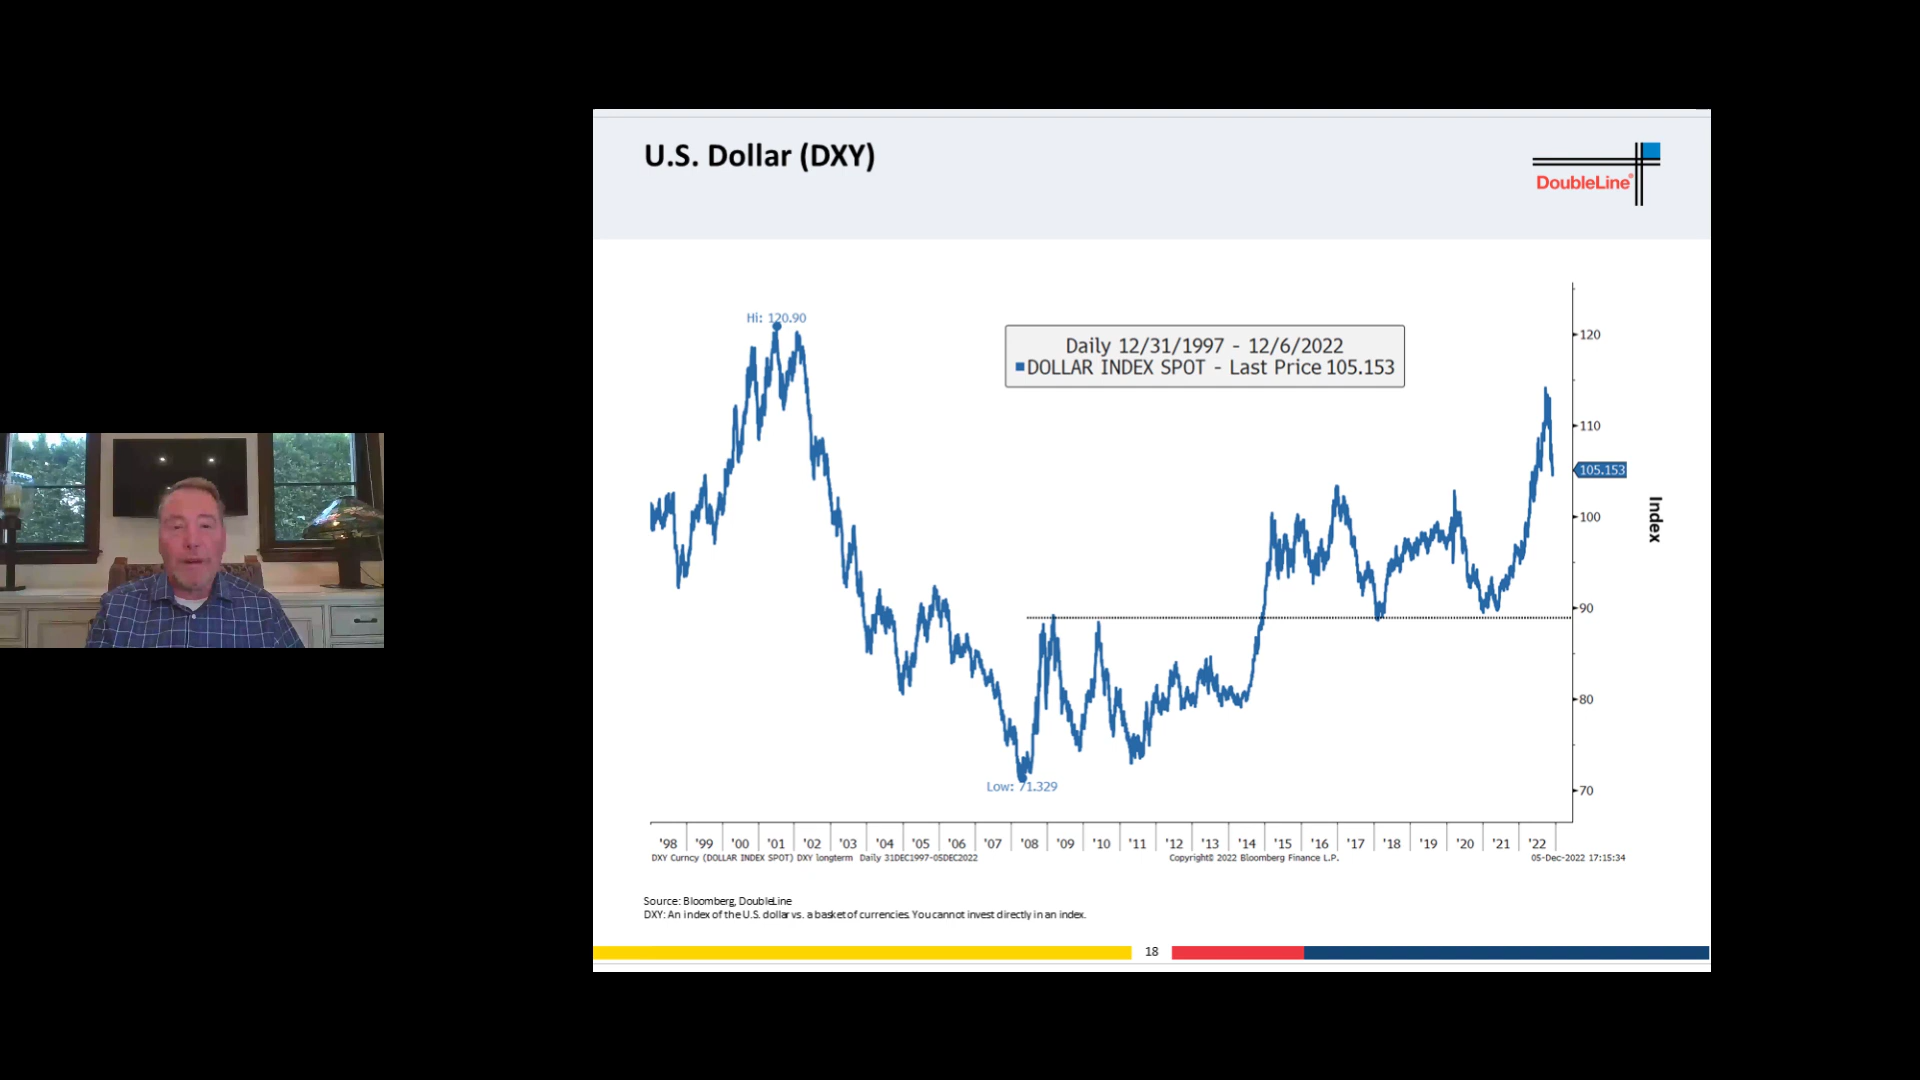 U.S. Dollar (DXY)
DoubleLine®
Hi: 120.90
Daily 12/31/1997 - 12/6/2022
DOLLAR INDEX SPOT - Last Price 105.153
120
110
105.153
100
90
80
70
Index
Low: 71.329
'98 '99 '00 '01 '02 '03 '04 '05 '06 '07 '08 '09 '10 '11 '12 '13 '14 '15 '16 '17 '18 '19 '20 '21 '22
DXY Curncy (DOLLAR INDEX SPOT) DXY longterm Daily 31DEC1997-05DEC2022 Copyright© 2022 Bloomberg Finance L.P. 05-Dec-2022 17:15:34
Source: Bloomberg, DoubleLine
DXY: An index of the U.S. dollar vs. a basket of currencies. You cannot invest directly in an index.
18